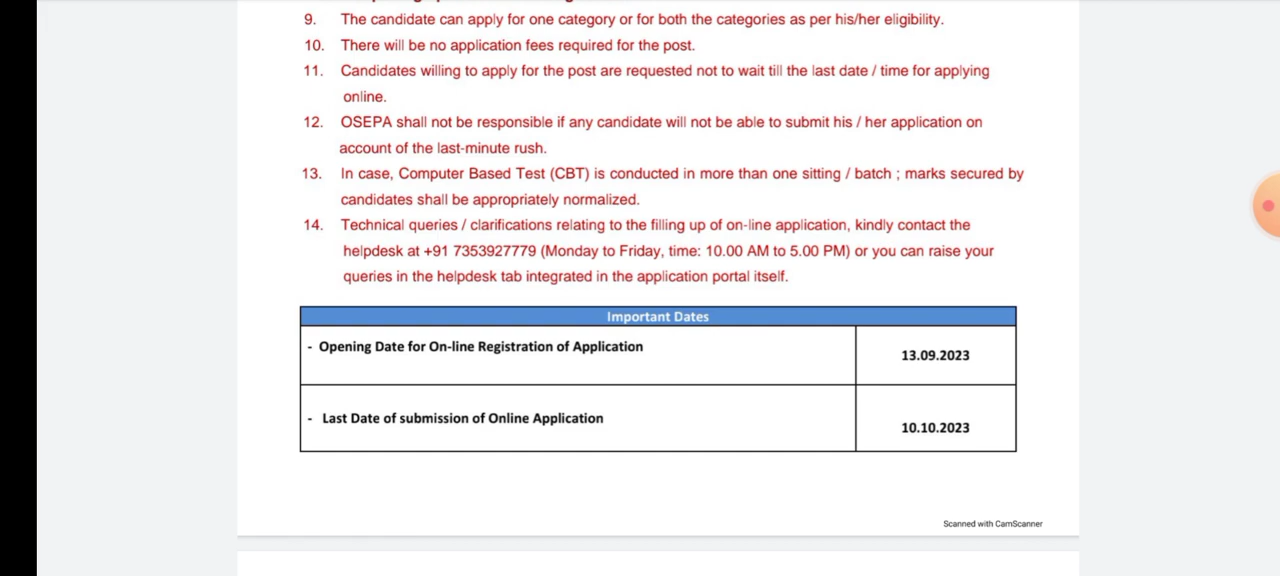 9. The candidate can apply for one category or for both the categories as per his/her eligibility.
10. There will be no application fees required for the post.
11. Candidates willing to apply for the post are requested not to wait till the last date / time for applying
online.
12. OSEPA shall not be responsible if any candidate will not be able to submit his / her application on
account of the last-minute rush.
13. In case, Computer Based Test (CBT) is conducted in more than one sitting / batch ; marks secured by
candidates shall be appropriately normalized.
14. Technical queries / clarifications relating to the filling up of on-line application, kindly contact the
helpdesk at +91 7353927779 (Monday to Friday, time: 10.00 AM to 5.00 PM) or you can raise your
queries in the helpdesk tab integrated in the application portal itself.
Important Dates
- Opening Date for On-line Registration of Application
13.09.2023
- Last Date of submission of Online Application
10.10.2023
Scanned with CamScanner